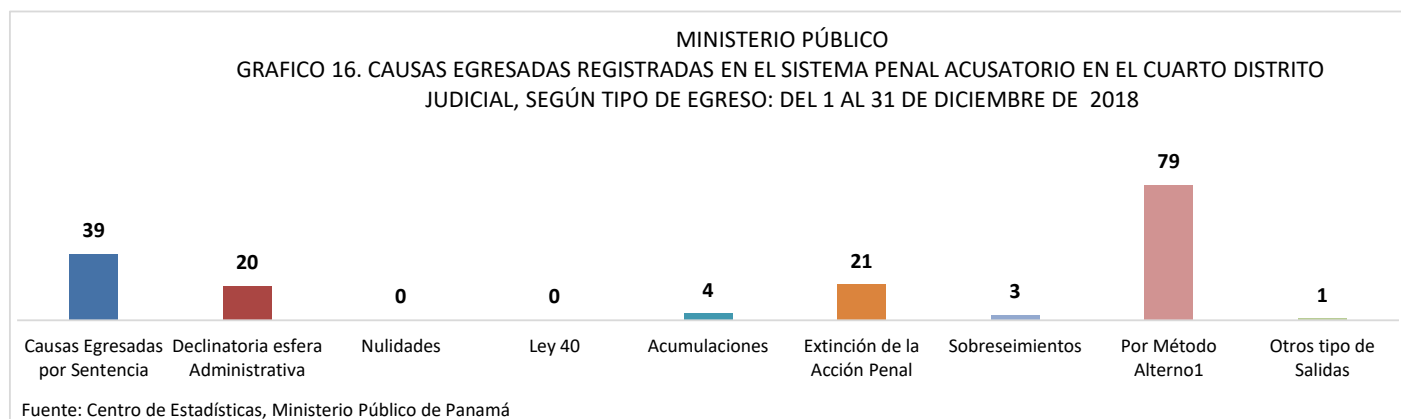 MINISTERIO PÚBLICO
GRAFICO 16. CAUSAS EGRESADAS REGISTRADAS EN EL SISTEMA PENAL ACUSATORIO EN EL CUARTO DISTRITO
JUDICIAL, SEGÚN TIPO DE EGRESO: DEL 1 AL 31 DE DICIEMBRE DE 2018
39
20
0
0
4
21
3
79
1
Causas Egresadas
por Sentencia
Declinatoria esfera
Administrativa
Nulidades
Ley 40
Acumulaciones
Extinción de la
Acción Penal
Sobreseimientos
Por Método
Alterno1
Otros tipo de
Salidas
Fuente: Centro de Estadísticas, Ministerio Público de Panamá